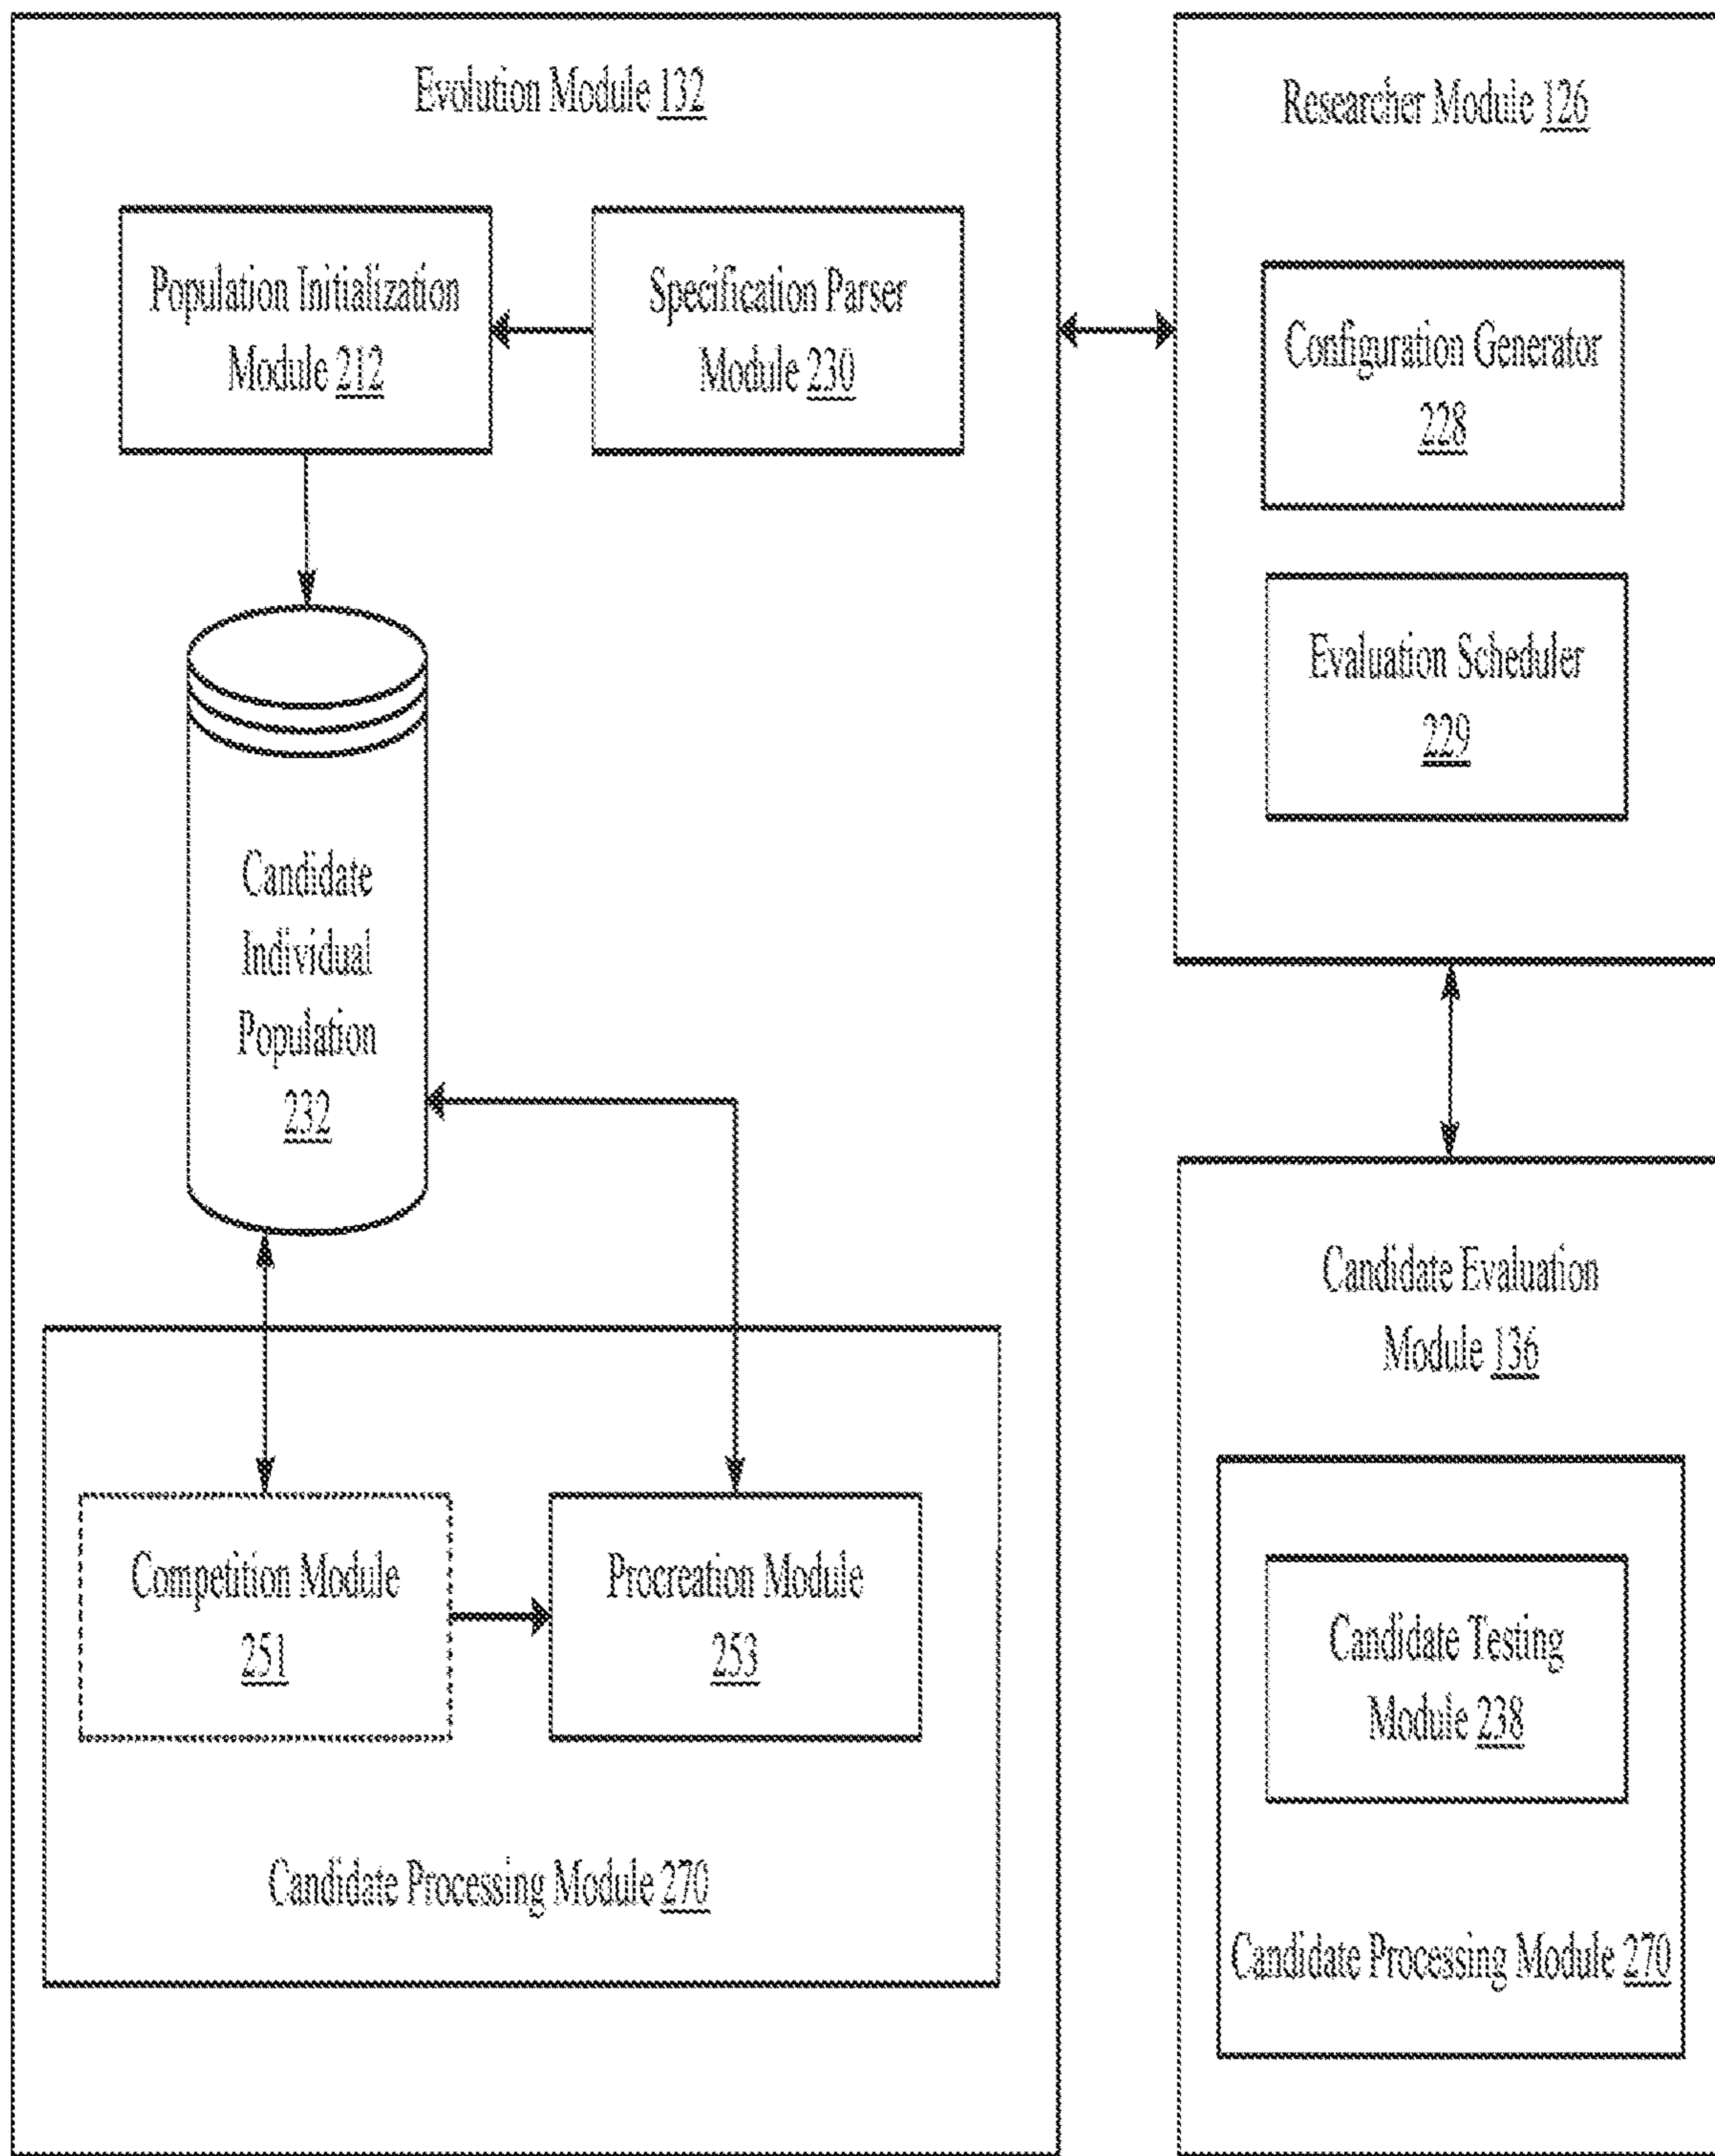 Evolution Module 132
Population Initialization
Module 212
Specification Parser
Module 230
Candidate
Individual
Population
232
Competition Module
251
Procreation Module
253
Candidate Processing Module 270
Researcher Module 126
Configuration Generator
228
Evaluation Scheduler
229
Candidate Evaluation
Module 136
Candidate Testing
Module 238
Candidate Processing Module 270